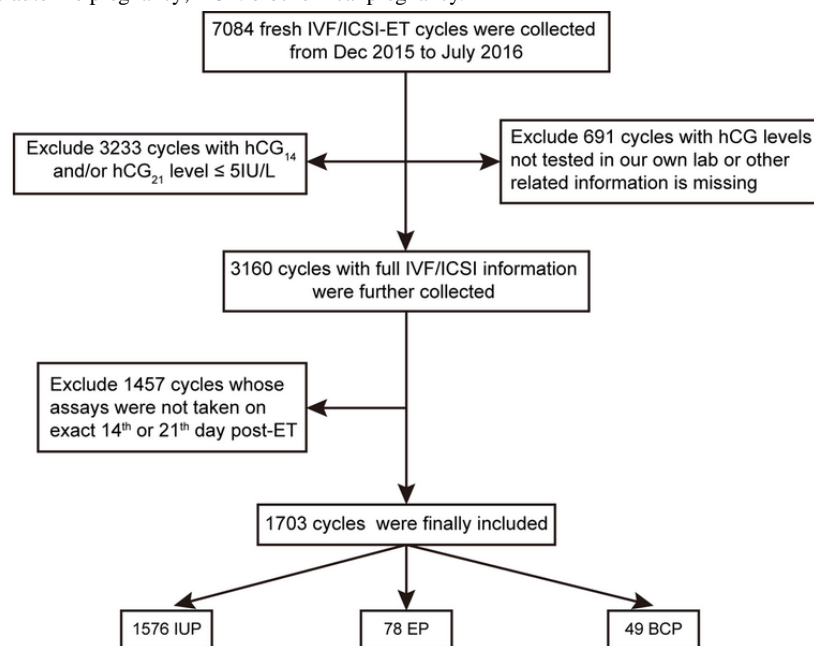 7084 fresh IVF/ICSI-ET cycles were collected
from Dec 2015 to July 2016
Exclude 3233 cycles with hCG₁₄
and/or hCG₂₁ level ≤ 5IU/L
Exclude 691 cycles with hCG levels
not tested in our own lab or other
related information is missing
3160 cycles with full IVF/ICSI information
were further collected
Exclude 1457 cycles whose
assays were not taken on
exact 14ᵗʰ or 21ᵗʰ day post-ET
1703 cycles were finally included
1576 IUP
78 EP
49 BCP